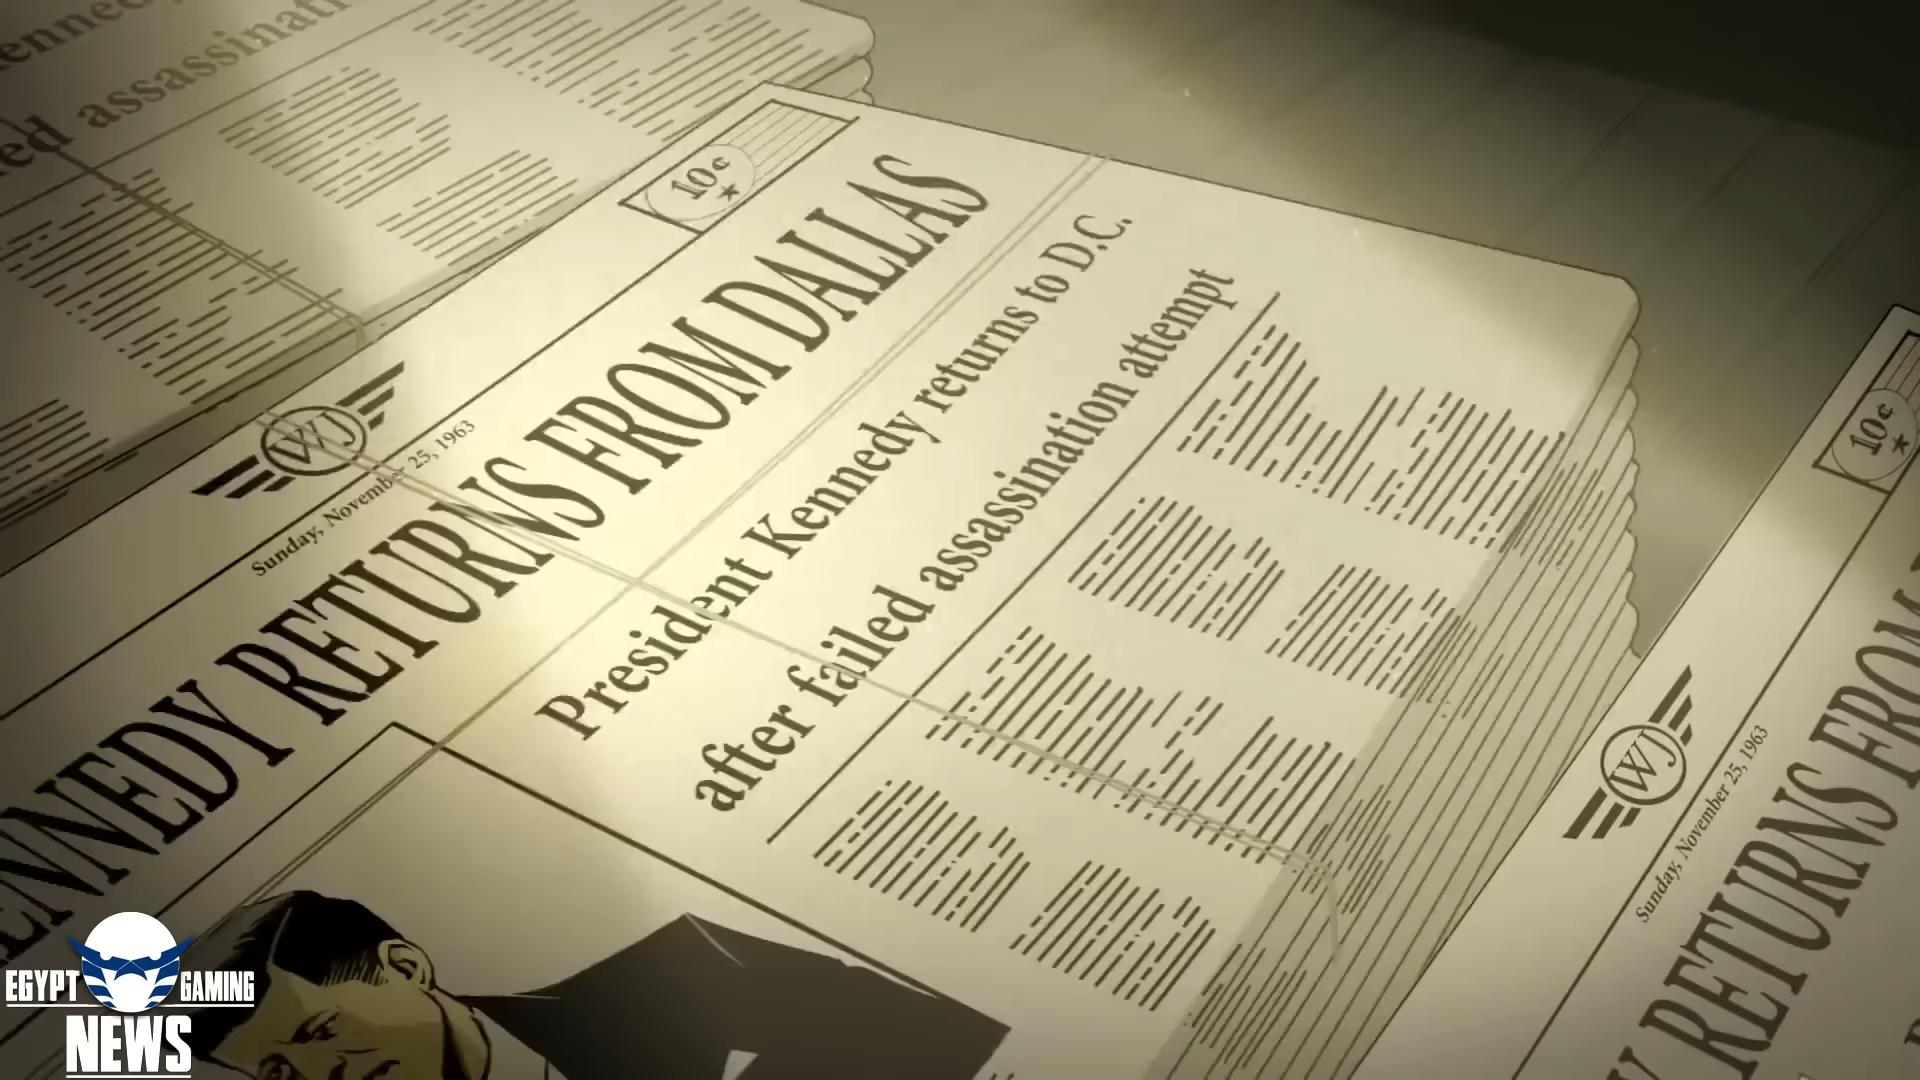 ed assassinati
10¢
WJ
Sunday, November 25, 1963
ENNEDY RETURNS FROM DALLAS
President Kennedy returns to D.C.
after failed assassination attempt
10¢
WJ
Sunday, November 25, 1963
RETURNS FROM
EGYPT GAMING
NEWS